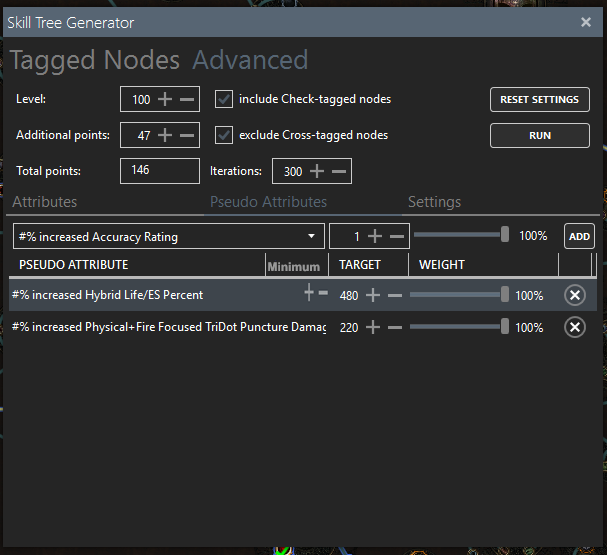 Skill Tree Generator
Tagged Nodes Advanced
Level: 100 include Check-tagged nodes RESET SETTINGS
Additional points: 47 exclude Cross-tagged nodes RUN
Total points: 146 Iterations: 300
Attributes Pseudo Attributes Settings
#% increased Accuracy Rating 1 100% ADD
PSEUDO ATTRIBUTE Minimum TARGET WEIGHT
#% increased Hybrid Life/ES Percent 480 100%
#% increased Physical+Fire Focused TriDot Puncture Damag 220 100%